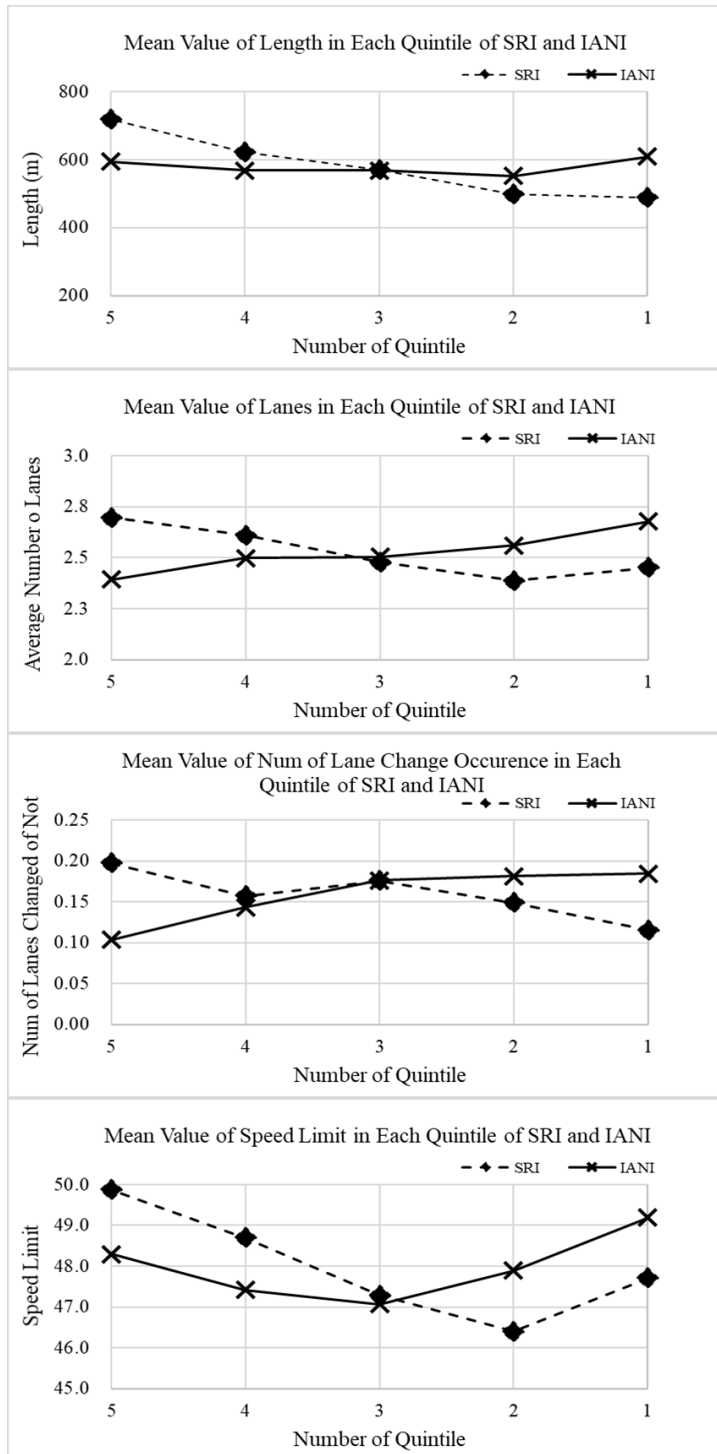 Mean Value of Length in Each Quintile of SRI and IANI
SRI IANI
800
600
400
200
Length (m)
5 4 3 2 1
Number of Quintile
Mean Value of Lanes in Each Quintile of SRI and IANI
SRI IANI
3.0
2.8
2.5
2.3
2.0
Average Number o Lanes
5 4 3 2 1
Number of Quintile
Mean Value of Num of Lane Change Occurence in Each
Quintile of SRI and IANI
SRI IANI
0.25
0.20
0.15
0.10
0.05
0.00
Num of Lanes Changed of Not
5 4 3 2 1
Number of Quintile
Mean Value of Speed Limit in Each Quintile of SRI and IANI
SRI IANI
50.0
49.0
48.0
47.0
46.0
45.0
Speed Limit
5 4 3 2 1
Number of Quintile